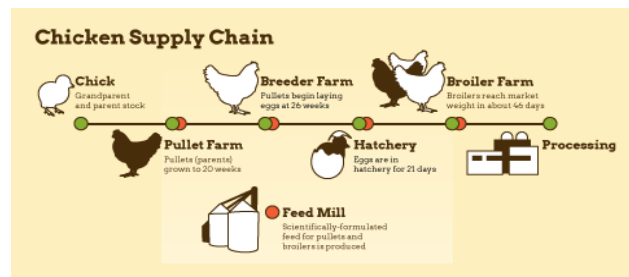 Chicken Supply Chain
Chick
Grandparent
and parent stock
Pullet Farm
Pullets (parents)
grown to 20 weeks
Breeder Farm
Pullets begin laying
eggs at 26 weeks
Hatchery
Eggs are in
hatchery for 21 days
Broiler Farm
Broilers reach market
weight in about 46 days
Processing
Feed Mill
Scientifically-formulated
feed for pullets and
broilers is produced